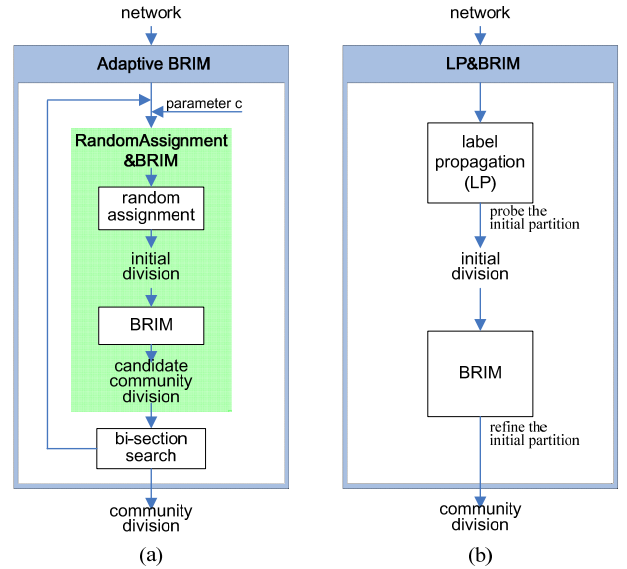 network
Adaptive BRIM
parameter c
RandomAssignment
&BRIM
random
assignment
initial
division
BRIM
candidate
community
division
bi-section
search
community
division
(a)
network
LP&BRIM
label
propagation
(LP)
probe the
initial partition
initial
division
BRIM
refine the
initial partition
community
division
(b)